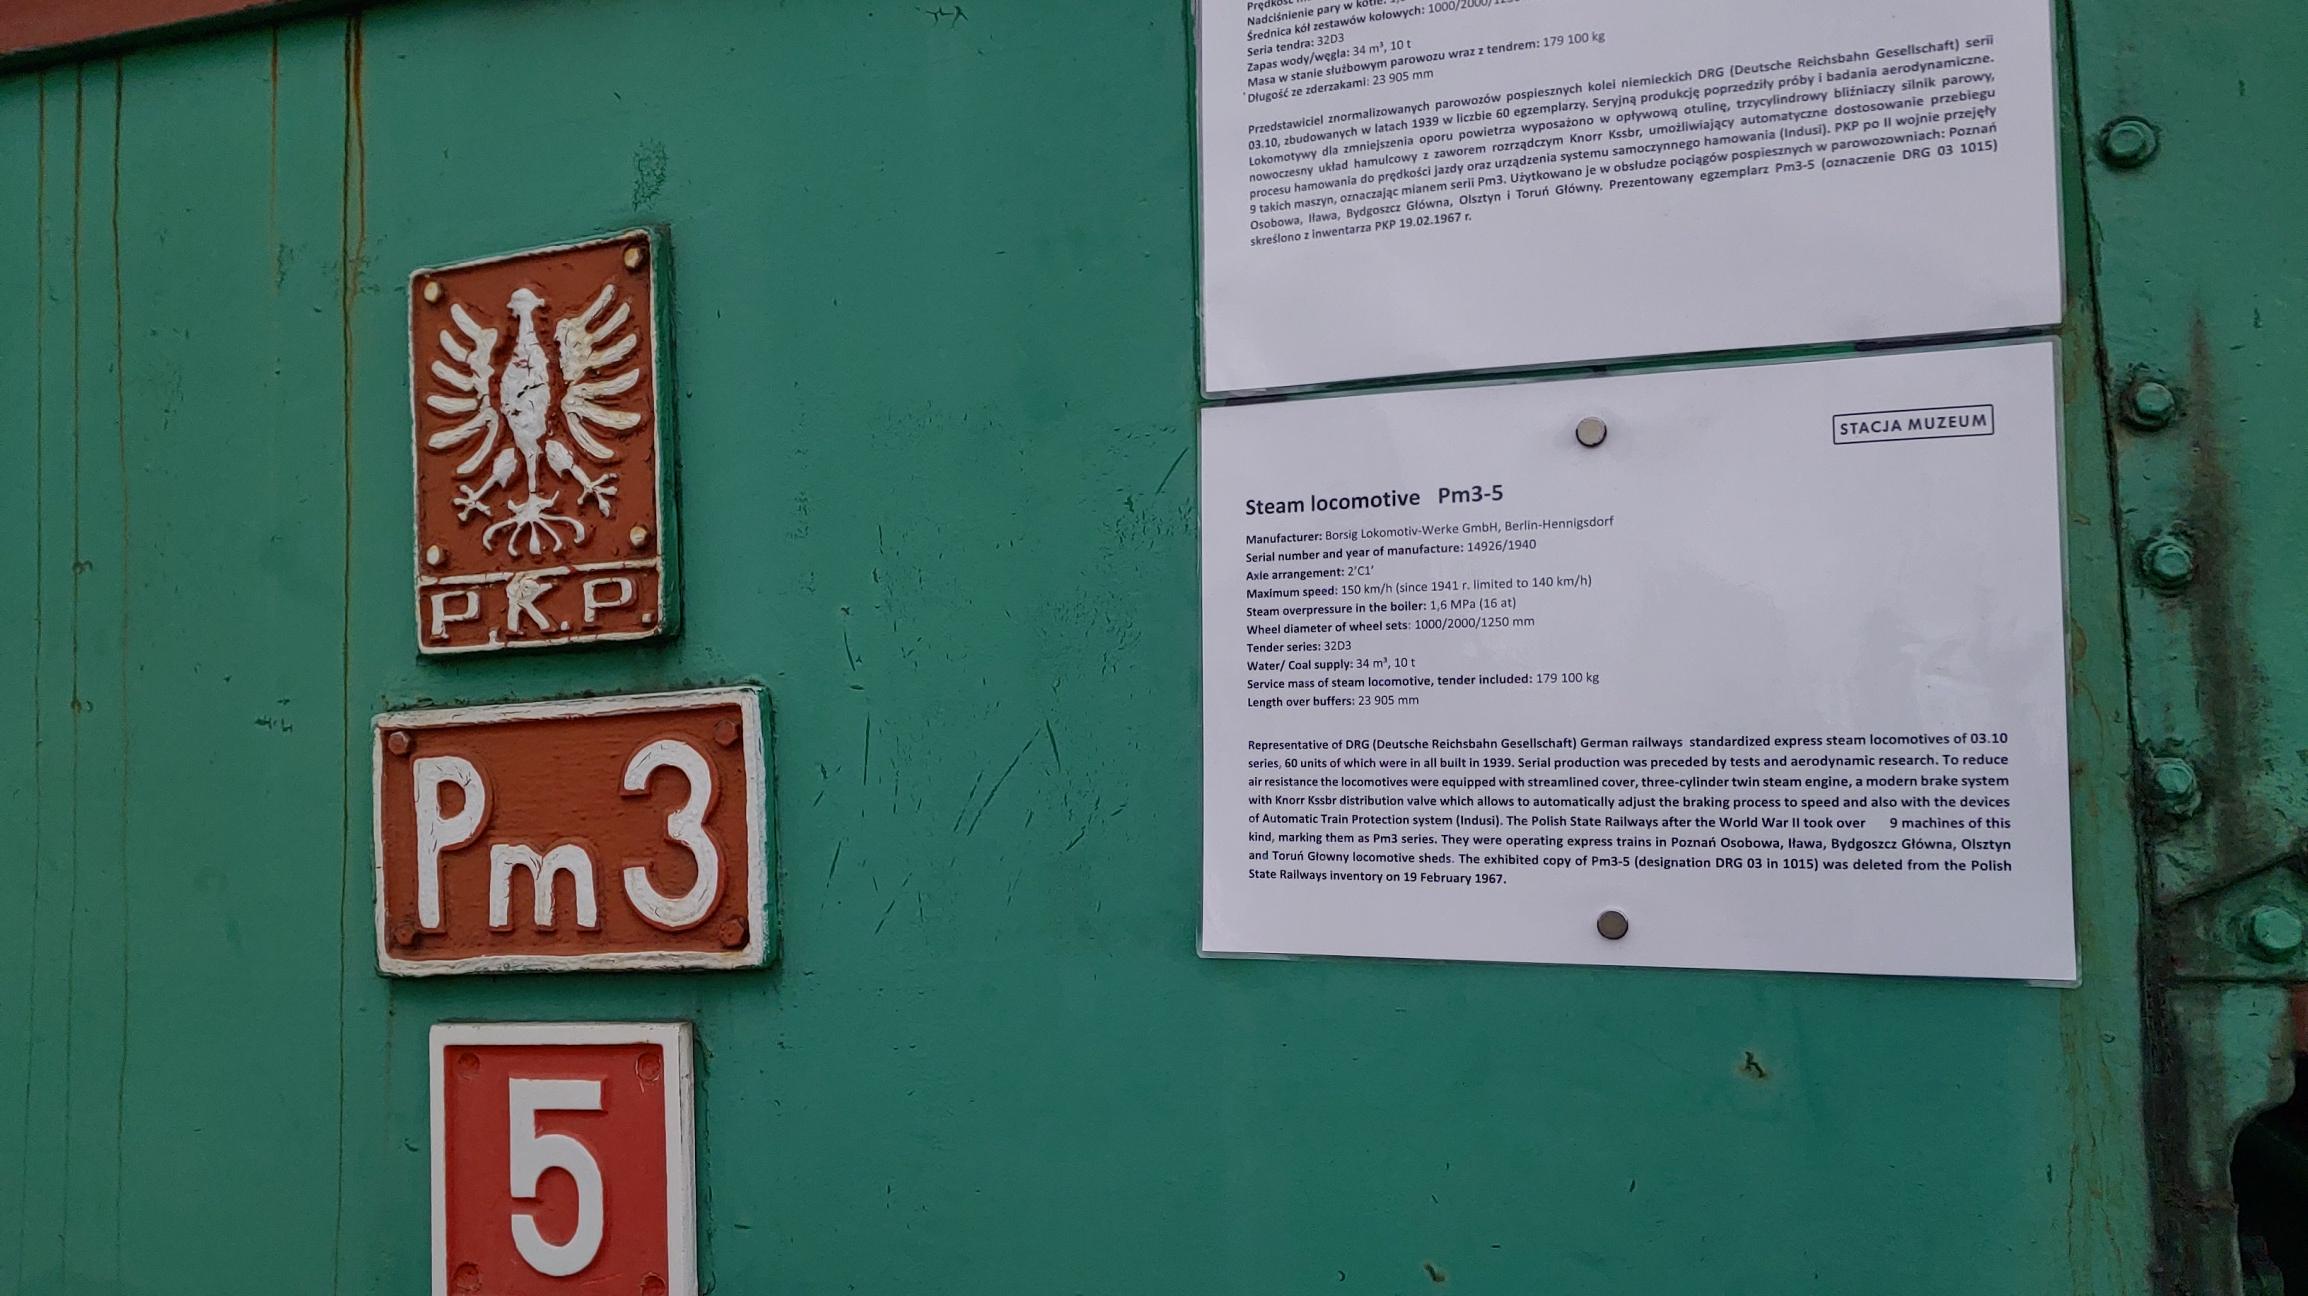 P.K.P.
Pm3
5
Nadciśnienie pary w kotle:
Średnica kół zestawów kołowych: 1000/2000/1250
Seria tendra: 32D3
Zapas wody/węgla: 34 m³, 10 t
Masa w stanie służbowym parowozu wraz z tendrem: 179 100 kg
Długość ze zderzakami: 23 905 mm
Przedstawiciel znormalizowanych parowozów pospiesznych kolei niemieckich DRG (Deutsche Reichsbahn Gesellschaft) serii
03.10, zbudowanych w latach 1939 w liczbie 60 egzemplarzy. Seryjną produkcję poprzedziły próby i badania aerodynamiczne.
Lokomotywy dla zmniejszenia oporu powietrza wyposażono w opływową otulinę, trzycylindrowy bliźniaczy silnik parowy,
nowoczesny układ hamulcowy z zaworem rozrządczym Knorr Kssbr, umożliwiający automatyczne dostosowanie przebiegu
procesu hamowania do prędkości jazdy oraz urządzenia systemu samoczynnego hamowania (Indusi). PKP po II wojnie przejęły
9 takich maszyn, oznaczając mianem serii Pm3. Użytkowano je w obsłudze pociągów pospiesznych w parowozowniach: Poznań
Osobowa, Iława, Bydgoszcz Główna, Olsztyn i Toruń Główny. Prezentowany egzemplarz Pm3-5 (oznaczenie DRG 03 1015)
skreślono z inwentarza PKP 19.02.1967 r.
STACJA MUZEUM
Steam locomotive Pm3-5
Manufacturer: Borsig Lokomotiv-Werke GmbH, Berlin-Hennigsdorf
Serial number and year of manufacture: 14926/1940
Axle arrangement: 2'C1'
Maximum speed: 150 km/h (since 1941 r. limited to 140 km/h)
Steam overpressure in the boiler: 1,6 MPa (16 at)
Wheel diameter of wheel sets: 1000/2000/1250 mm
Tender series: 32D3
Water/ Coal supply: 34 m³, 10 t
Service mass of steam locomotive, tender included: 179 100 kg
Length over buffers: 23 905 mm
Representative of DRG (Deutsche Reichsbahn Gesellschaft) German railways standardized express steam locomotives of 03.10
series, 60 units of which were in all built in 1939. Serial production was preceded by tests and aerodynamic research. To reduce
air resistance the locomotives were equipped with streamlined cover, three-cylinder twin steam engine, a modern brake system
with Knorr Kssbr distribution valve which allows to automatically adjust the braking process to speed and also with the devices
of Automatic Train Protection system (Indusi). The Polish State Railways after the World War II took over 9 machines of this
kind, marking them as Pm3 series. They were operating express trains in Poznań Osobowa, Iława, Bydgoszcz Główna, Olsztyn
and Toruń Głowny locomotive sheds. The exhibited copy of Pm3-5 (designation DRG 03 in 1015) was deleted from the Polish
State Railways inventory on 19 February 1967.